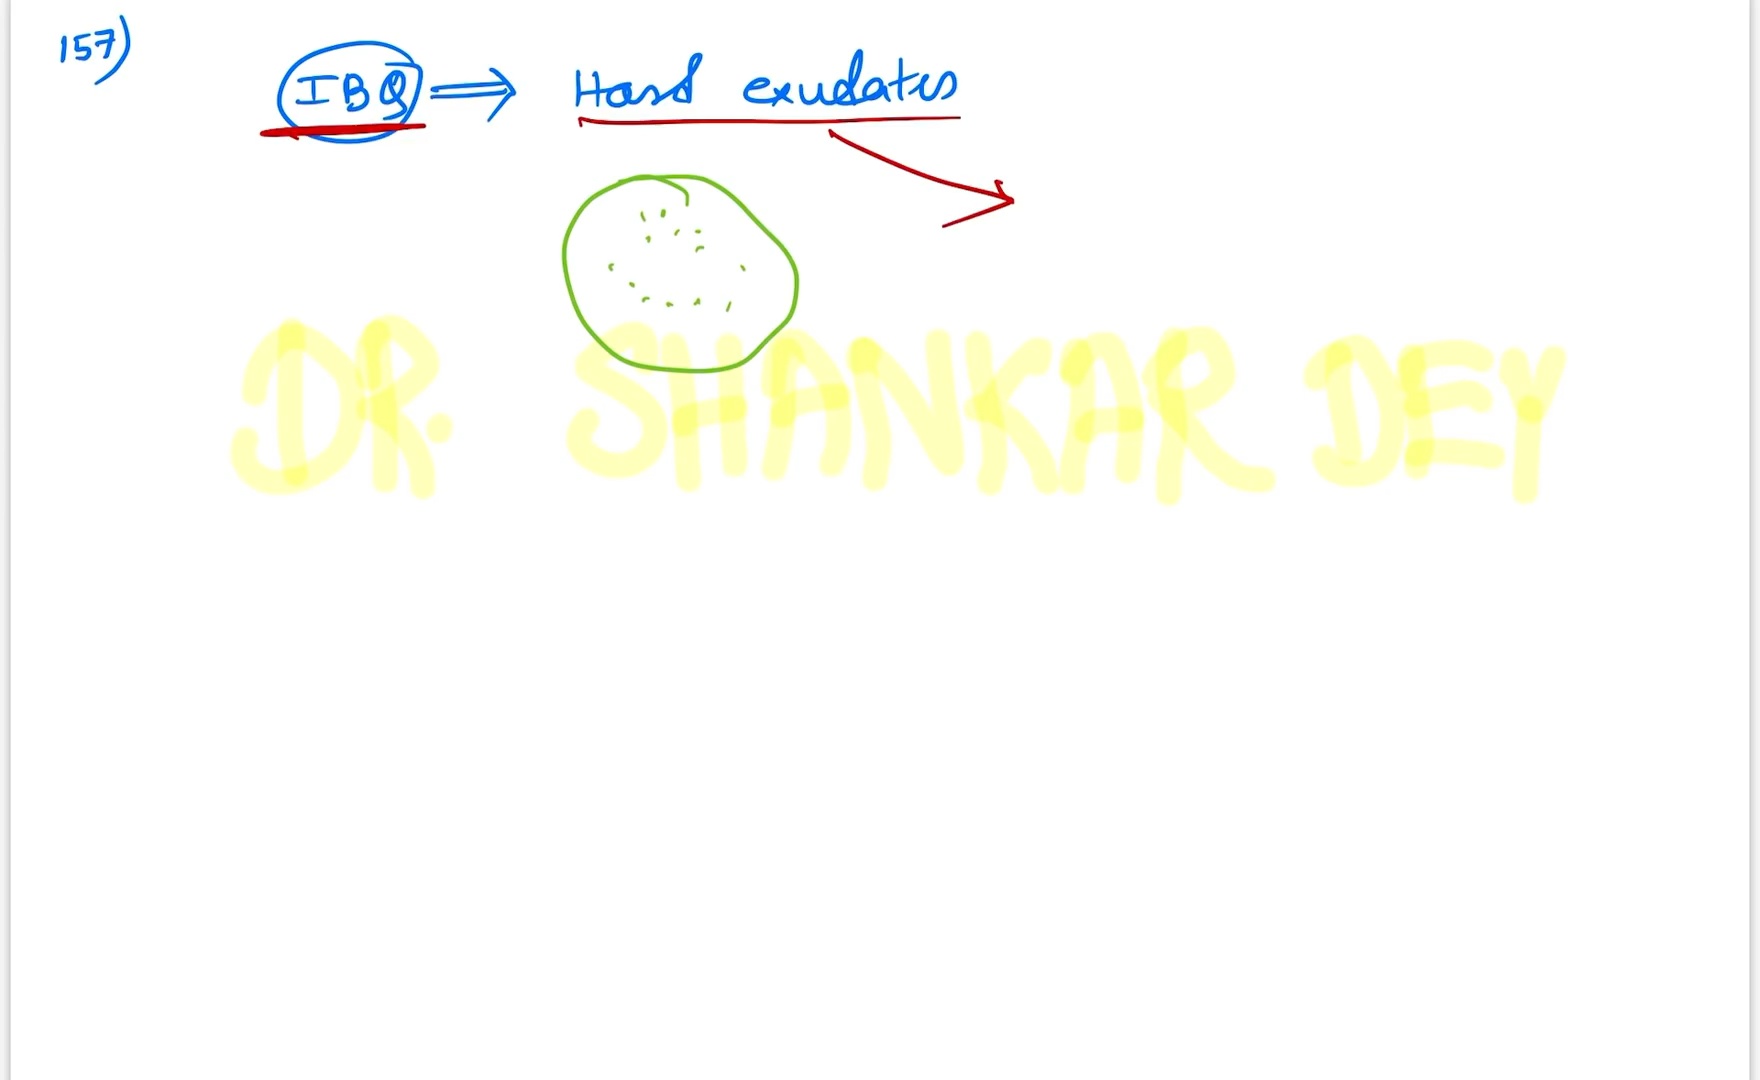 157)
IBQ ⇒ Hard exudates
DR. SHANKAR DEY